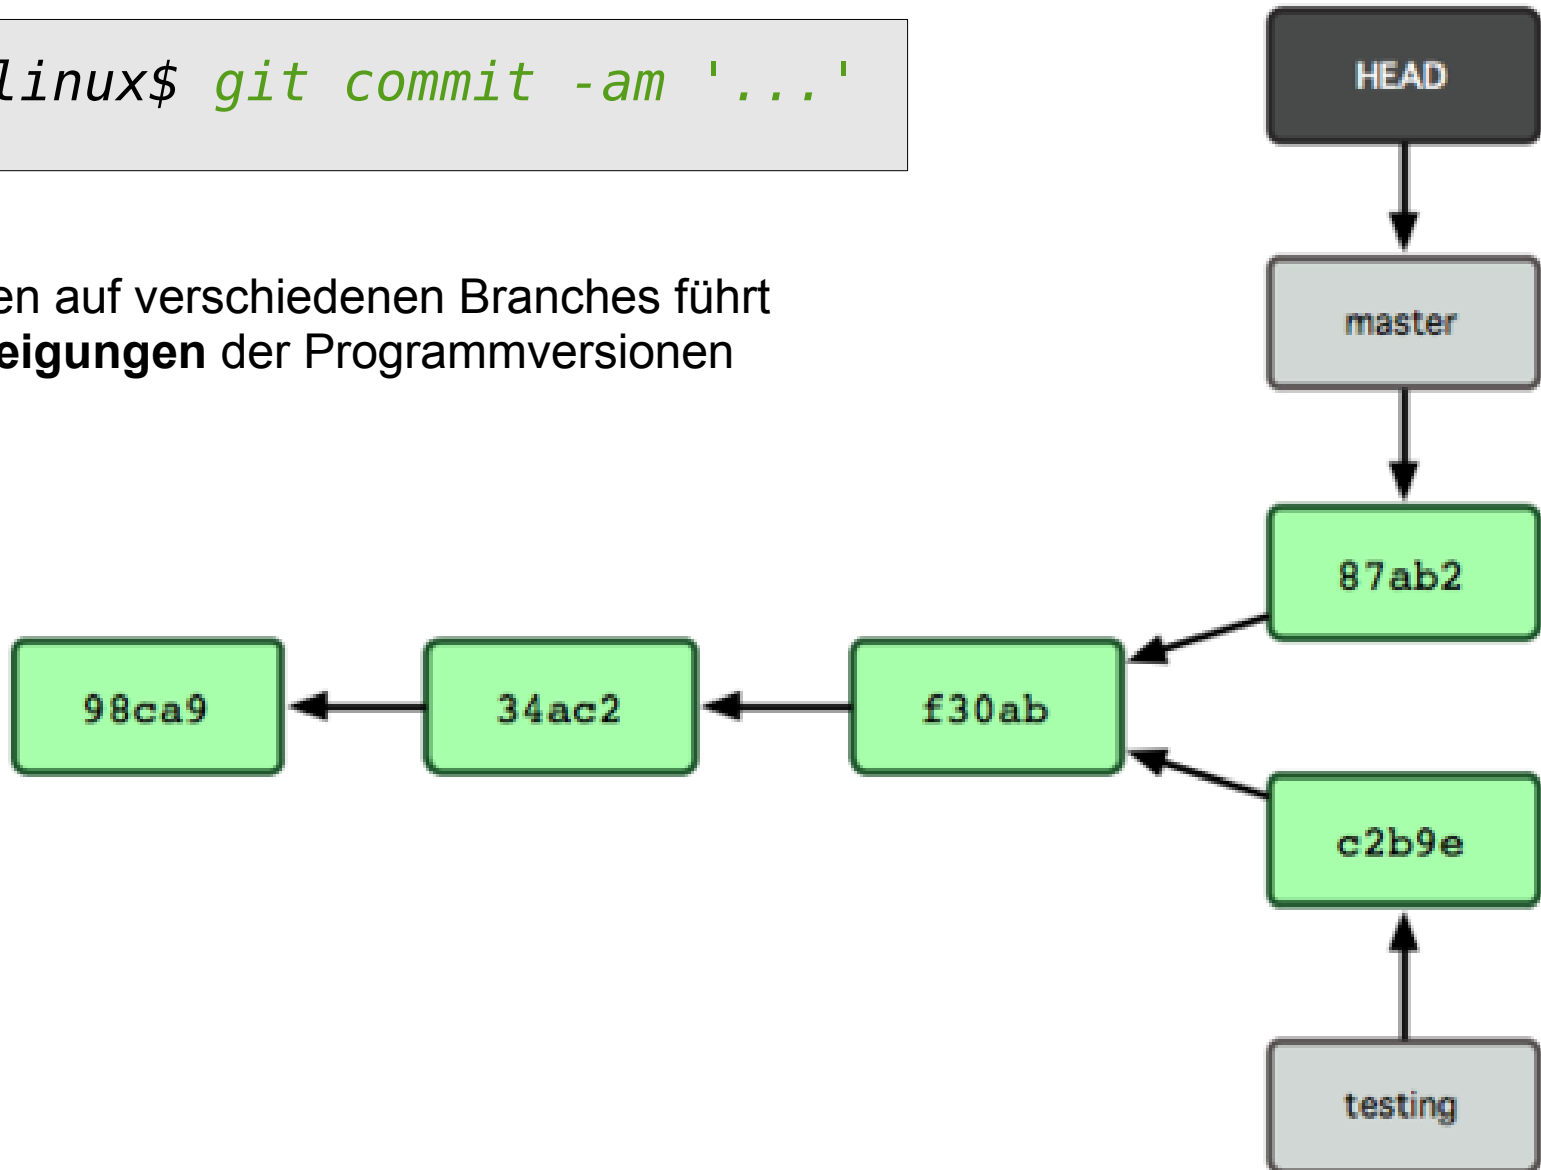 linux$ git commit -am '...'
HEAD
en auf verschiedenen Branches führt
eigungen der Programmversionen
master
87ab2
98ca9
34ac2
f30ab
c2b9e
testing